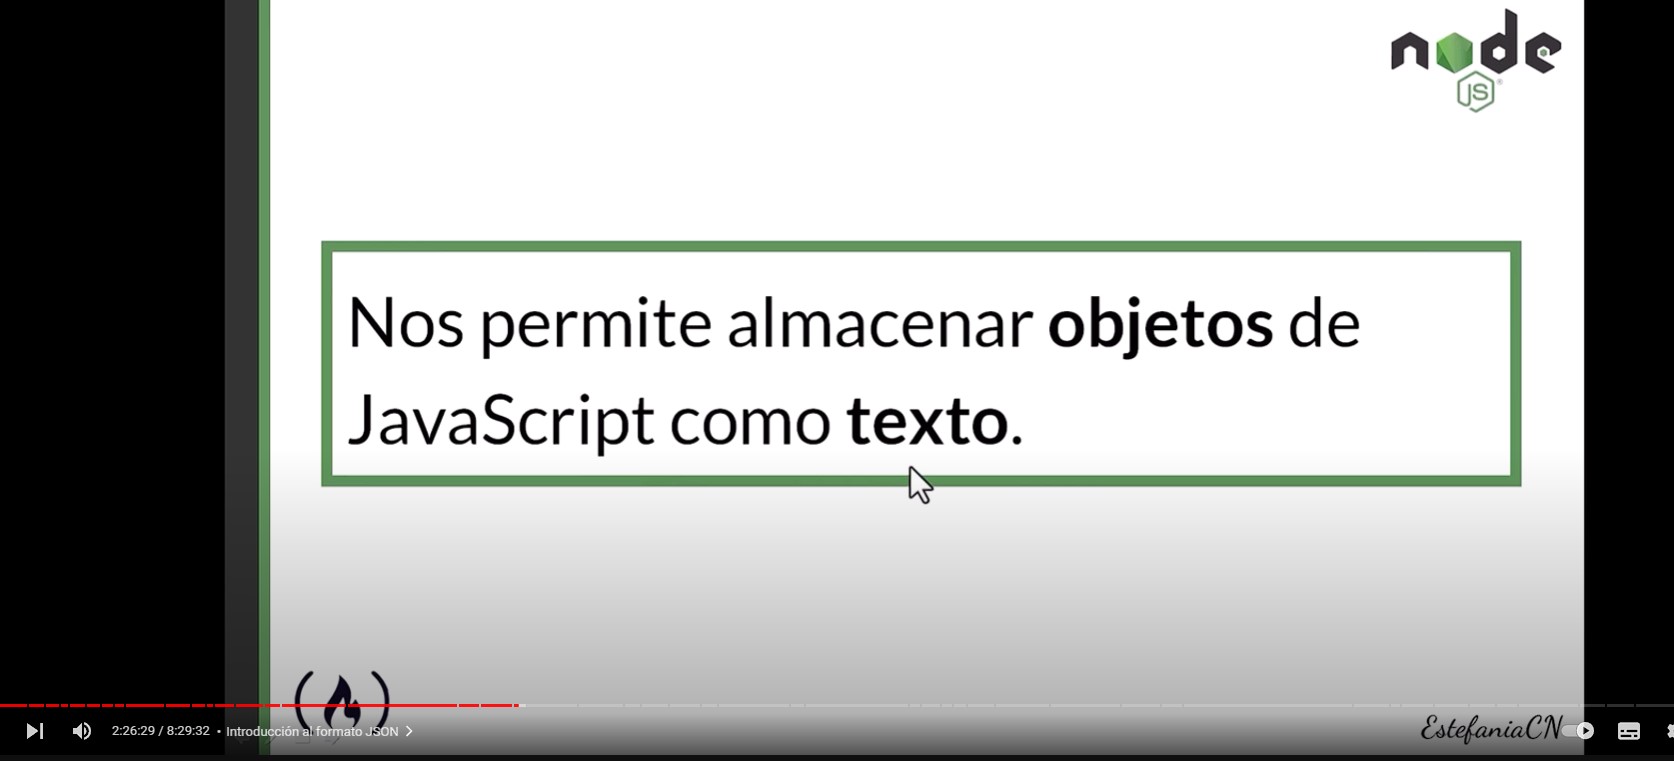 node
JS
Nos permite almacenar objetos de
JavaScript como texto.
EstefaniaCN
2:26:29 / 8:29:32 • Introducción al formato JSON